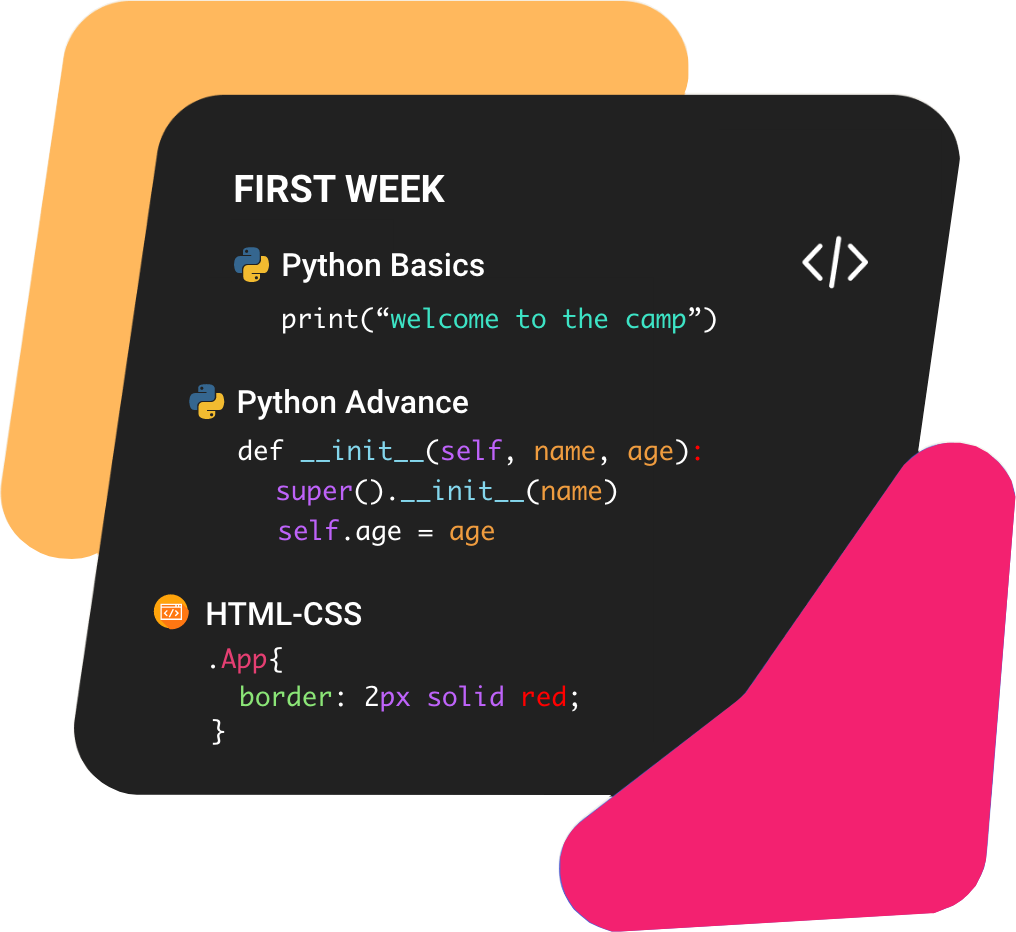 FIRST WEEK
</>
Python Basics
print(“welcome to the camp”)
Python Advance
def __init__(self, name, age):
super().__init__(name)
self.age = age
</> HTML-CSS
.App{
border: 2px solid red;
}